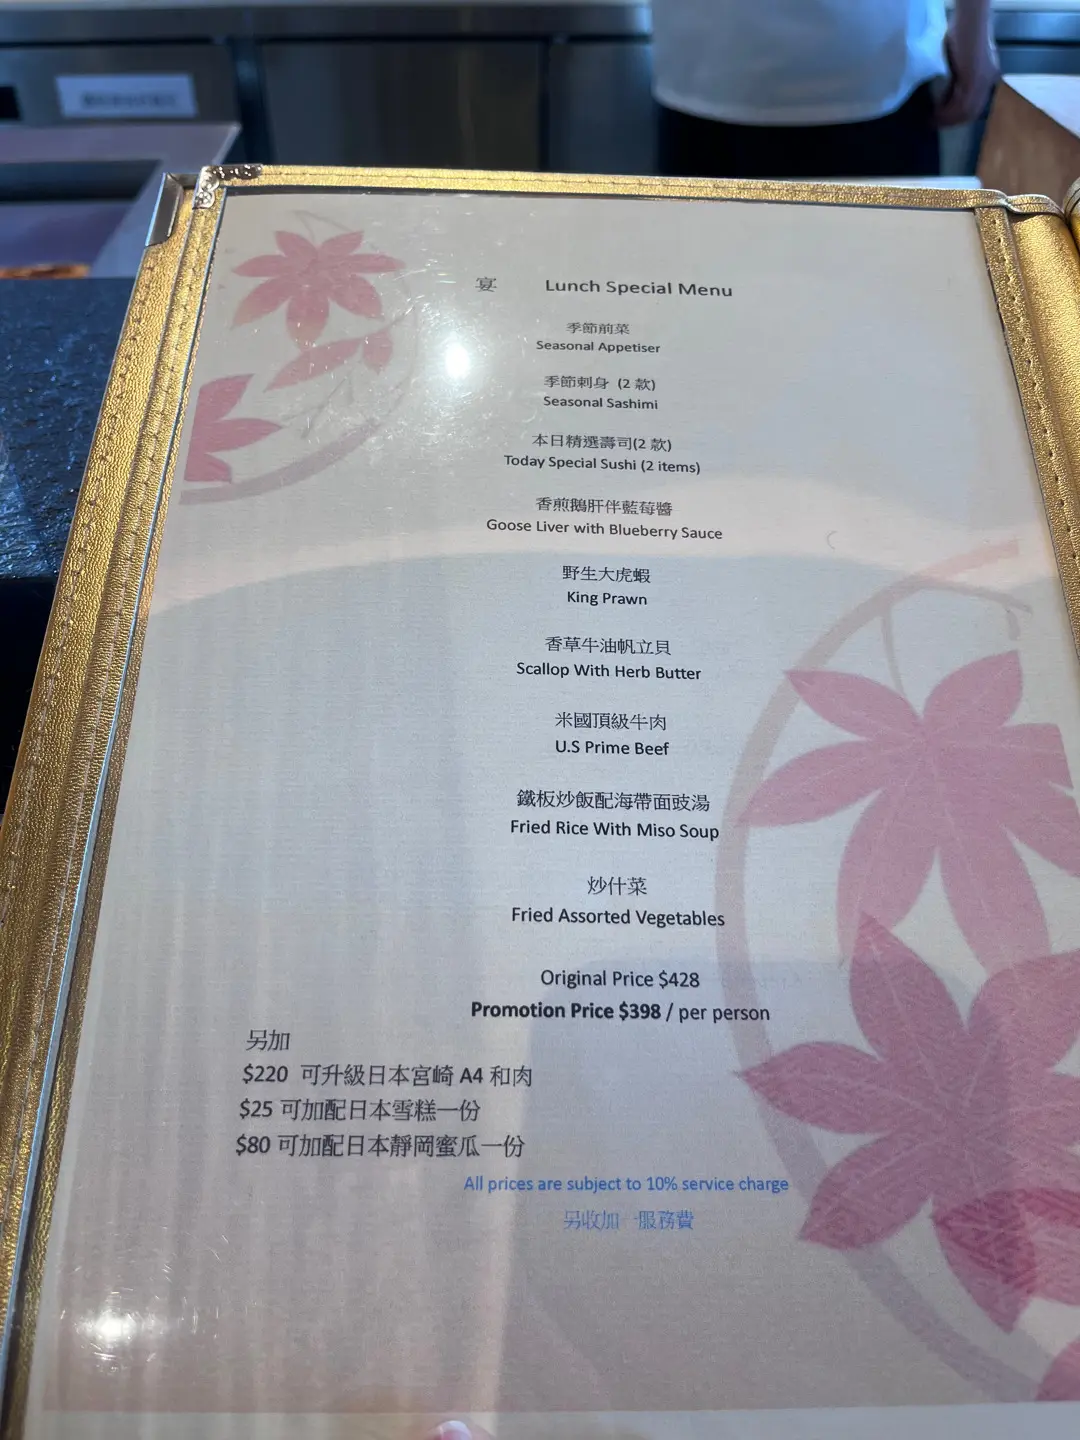 宴 Lunch Special Menu
季節前菜
Seasonal Appetiser
季節刺身 (2 款)
Seasonal Sashimi
本日精選壽司(2 款)
Today Special Sushi (2 items)
香煎鵝肝伴藍莓醬
Goose Liver with Blueberry Sauce
野生大虎蝦
King Prawn
香草牛油帆立貝
Scallop With Herb Butter
米國頂級牛肉
U.S Prime Beef
鐵板炒飯配海帶面豉湯
Fried Rice With Miso Soup
炒什菜
Fried Assorted Vegetables
Original Price $428
Promotion Price $398 / per person
另加
$220 可升級日本宮崎 A4 和肉
$25 可加配日本雪糕一份
$80 可加配日本靜岡蜜瓜一份
All prices are subject to 10% service charge
另收加一服務費